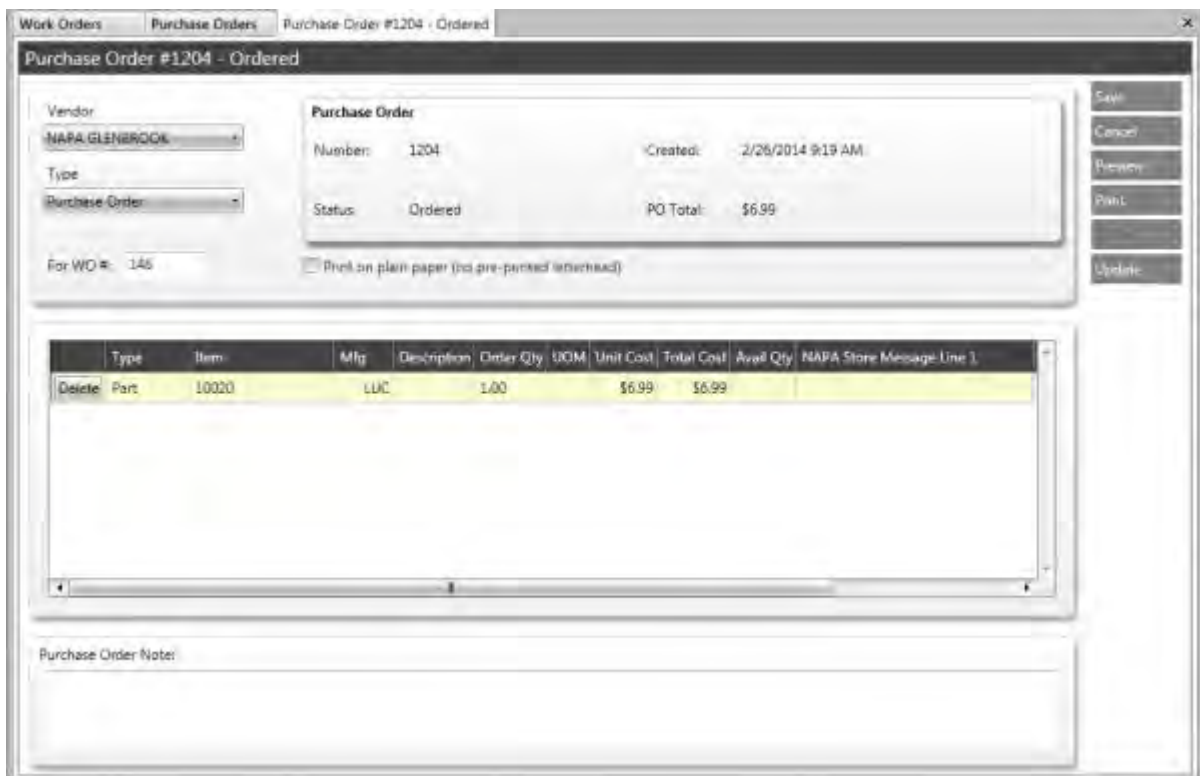 Work Orders Purchase Orders Purchase Order #1204 - Ordered
Purchase Order #1204 - Ordered
Vendor
NAPA GLENBROOK
Type
Purchase Order
For WO #: 146
Purchase Order
Number: 1204 Created: 2/26/2014 9:19 AM
Status: Ordered PO Total: $6.99
Print on plain paper (no pre-printed letterhead)
Save
Cancel
Preview
Print
Update
Type Item Mfg Description Order Qty UOM Unit Cost Total Cost Avail Qty NAPA Store Message Line 1
Delete Part 10020 LUC 1.00 $6.99 $6.99
Purchase Order Note: